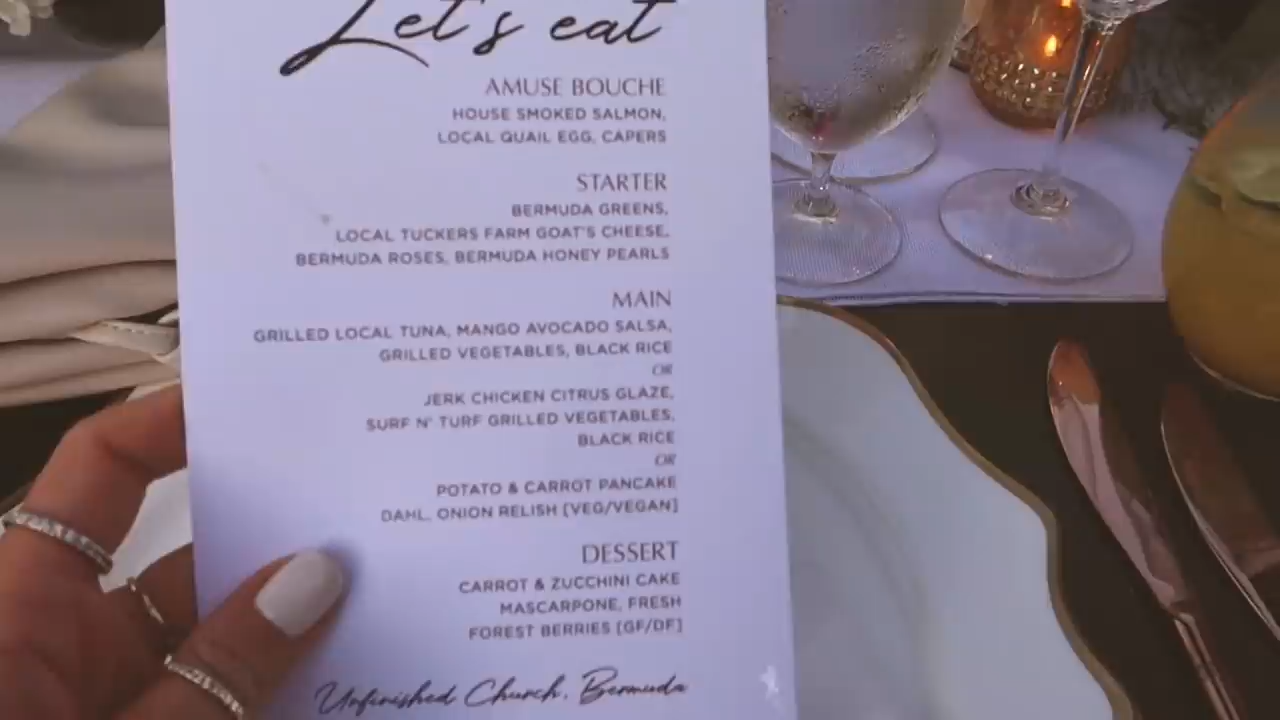 Let's eat
AMUSE BOUCHE
HOUSE SMOKED SALMON,
LOCAL QUAIL EGG, CAPERS
STARTER
BERMUDA GREENS,
LOCAL TUCKERS FARM GOAT'S CHEESE,
BERMUDA ROSES, BERMUDA HONEY PEARLS
MAIN
GRILLED LOCAL TUNA, MANGO AVOCADO SALSA,
GRILLED VEGETABLES, BLACK RICE
OR
JERK CHICKEN CITRUS GLAZE,
SURF N' TURF GRILLED VEGETABLES,
BLACK RICE
OR
POTATO & CARROT PANCAKE
DAHL, ONION RELISH [VEG/VEGAN]
DESSERT
CARROT & ZUCCHINI CAKE
MASCARPONE, FRESH
FOREST BERRIES [GF/DF]
Unfinished Church, Bermuda